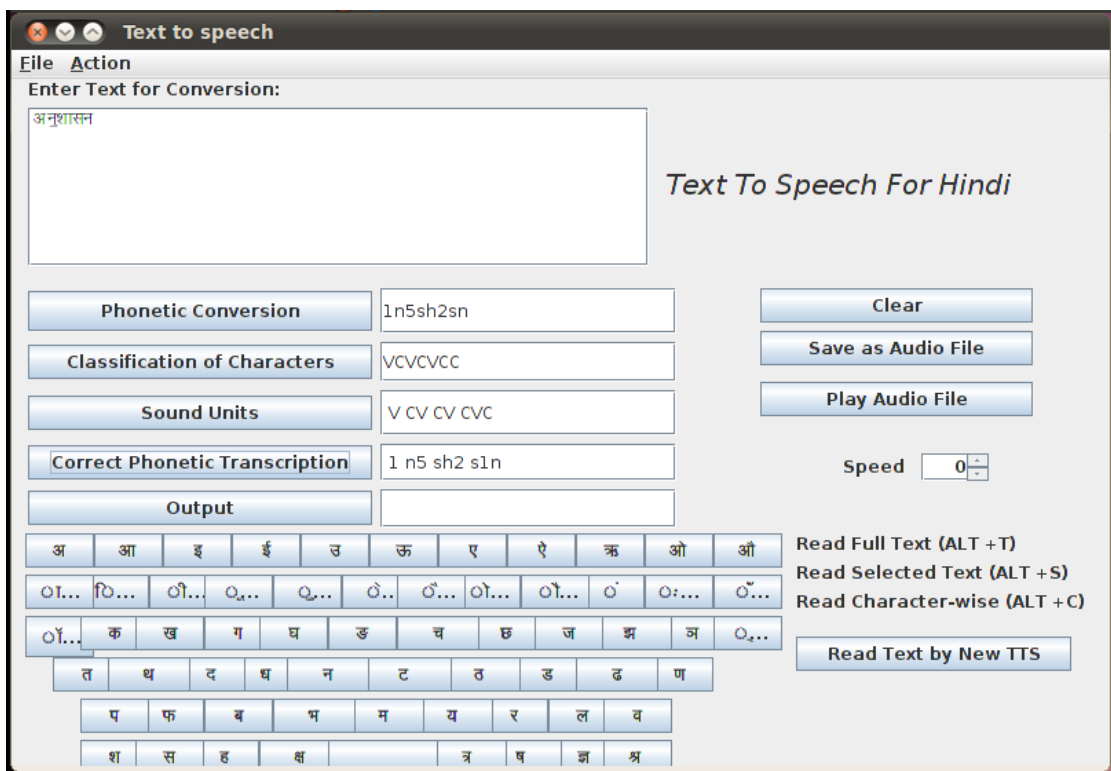 Text to speech
File Action
Enter Text for Conversion:
अनुशासन
Text To Speech For Hindi
Phonetic Conversion 1n5sh2sn
Clear
Classification of Characters VCVCVCC
Save as Audio File
Sound Units V CV CV CVC
Play Audio File
Correct Phonetic Transcription 1 n5 sh2 s1n
Speed 0
Output
अ आ इ ई उ ऊ ए ऐ ऋ ओ औ
Read Full Text (ALT +T)
ा... ि... ी... ू... ु... े.. ै... ो... ौ... ं ः... ँ...
Read Selected Text (ALT +S)
Read Character-wise (ALT +C)
ॉ... क ख ग घ ङ च छ ज झ ञ
Read Text by New TTS
त थ द ध न ट ठ ड ढ ण
प फ ब भ म य र ल व
श स ह क्ष त्र ष ज्ञ श्र